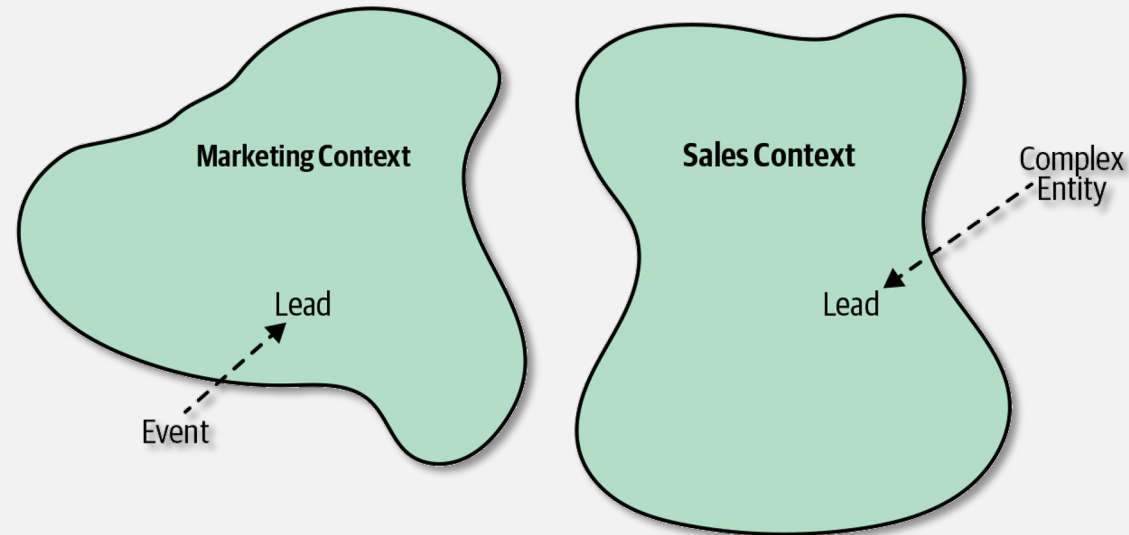 Marketing Context
Sales Context
Complex
Entity
Lead
Lead
Event